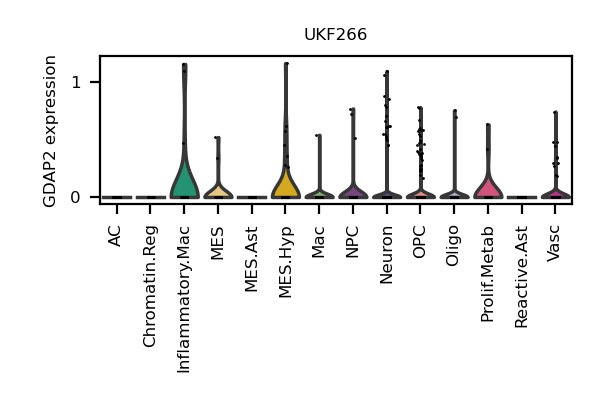 UKF266
GDAP2 expression
1
0
AC
Chromatin.Reg
Inflammatory.Mac
MES
MES.Ast
MES.Hyp
Mac
NPC
Neuron
OPC
Oligo
Prolif.Metab
Reactive.Ast
Vasc